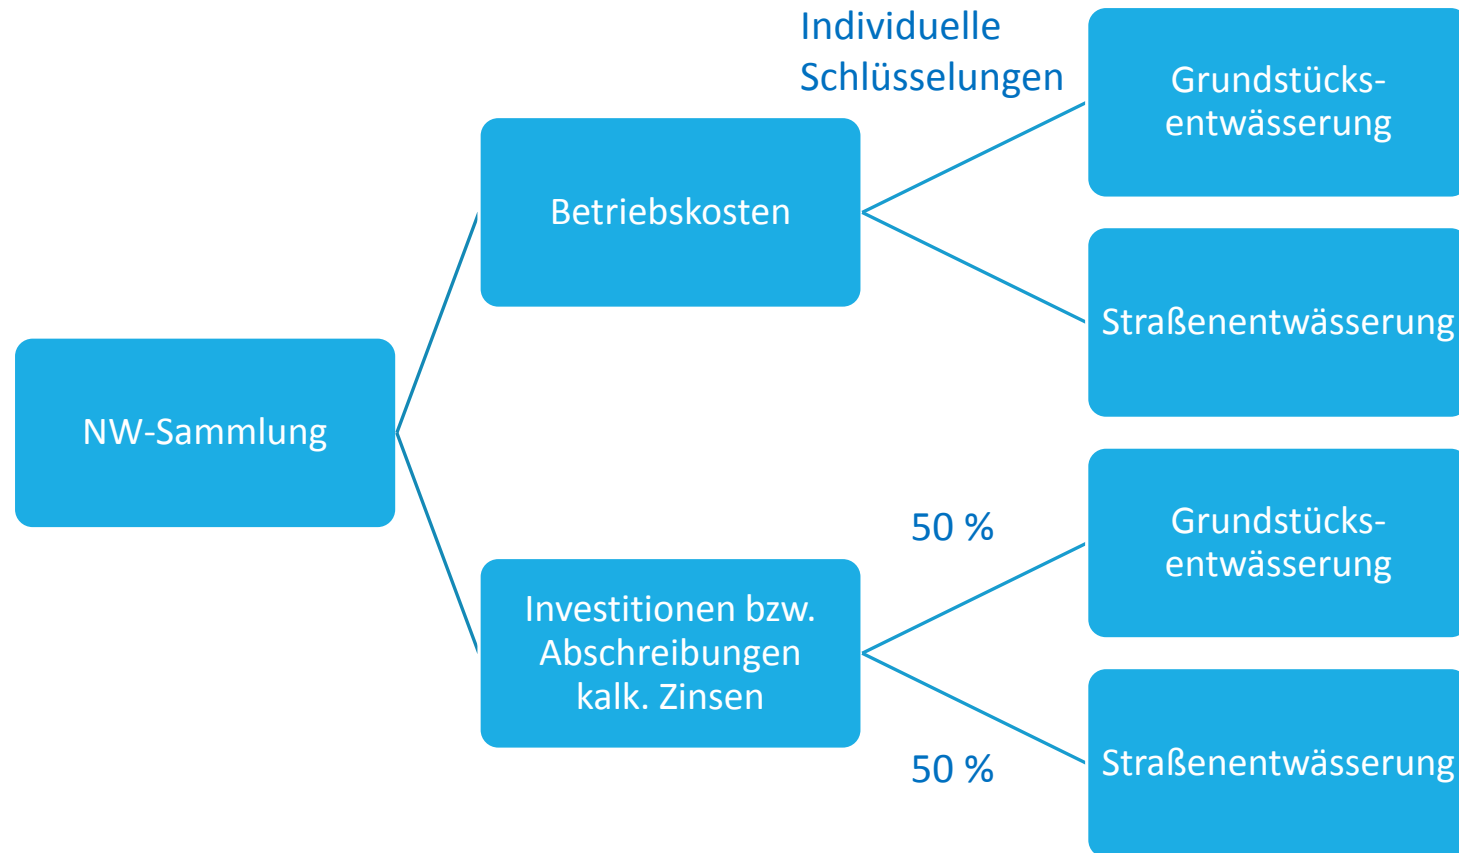 Individuelle
Schlüsselungen
Grundstücks-
entwässerung
Betriebskosten
Straßenentwässerung
NW-Sammlung
50 %
Grundstücks-
entwässerung
Investitionen bzw.
Abschreibungen
kalk. Zinsen
50 %
Straßenentwässerung